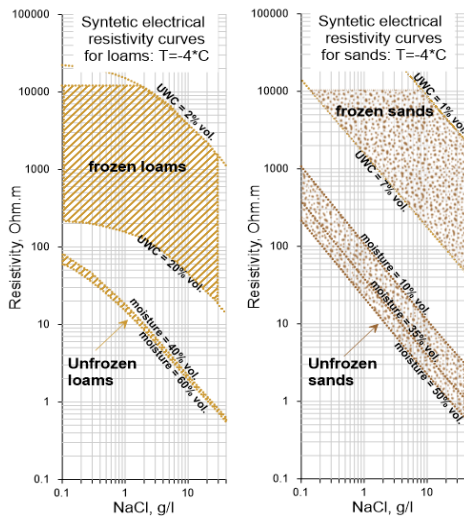 Syntetic electrical
resistivity curves
for loams: T=-4*C
100000
10000
1000
100
10
1
0.1
Resistivity, Ohm.m
UWC = 2% vol.
frozen loams
UWC = 20% vol.
moisture = 40% vol.
moisture = 60% vol.
Unfrozen
loams
0.1
1
10
NaCl, g/l
Syntetic electrical
resistivity curves
for sands: T=-4*C
100000
10000
1000
100
10
1
0.1
Resistivity, Ohm.m
UWC = 1% vol.
frozen sands
UWC = 7% vol.
moisture = 10% vol.
moisture = 35% vol.
moisture = 50% vol.
Unfrozen
sands
0.1
1
10
NaCl, g/l